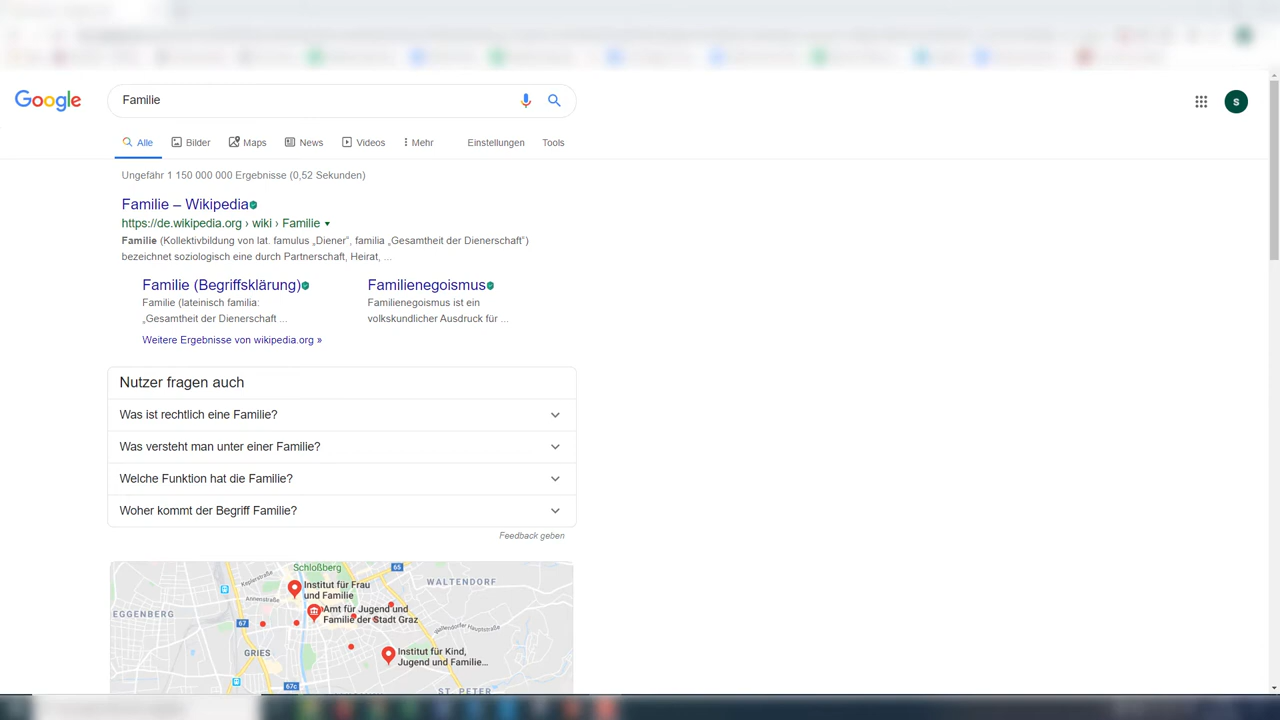 Google
Familie
Alle Bilder Maps News Videos Mehr Einstellungen Tools
S
Ungefähr 1 150 000 000 Ergebnisse (0,52 Sekunden)
Familie – Wikipedia
https://de.wikipedia.org › wiki › Familie
Familie (Kollektivbildung von lat. famulus „Diener“, familia „Gesamtheit der Dienerschaft“)
bezeichnet soziologisch eine durch Partnerschaft, Heirat, ...
Familie (Begriffsklärung)
Familie (lateinisch familia:
„Gesamtheit der Dienerschaft ...
Familienegoismus
Familienegoismus ist ein
volkskundlicher Ausdruck für ...
Weitere Ergebnisse von wikipedia.org »
Nutzer fragen auch
Was ist rechtlich eine Familie?
Was versteht man unter einer Familie?
Welche Funktion hat die Familie?
Woher kommt der Begriff Familie?
Feedback geben
Schloßberg
65
WALTENDORF
Keplerstraße
Institut für Frau
und Familie
Annenstraße
EGGENBERG
Amt für Jugend und
Familie der Stadt Graz
67
Hauptstraße
GRIES
Institut für Kind,
Jugend und Familie...
67c
ST. PETER